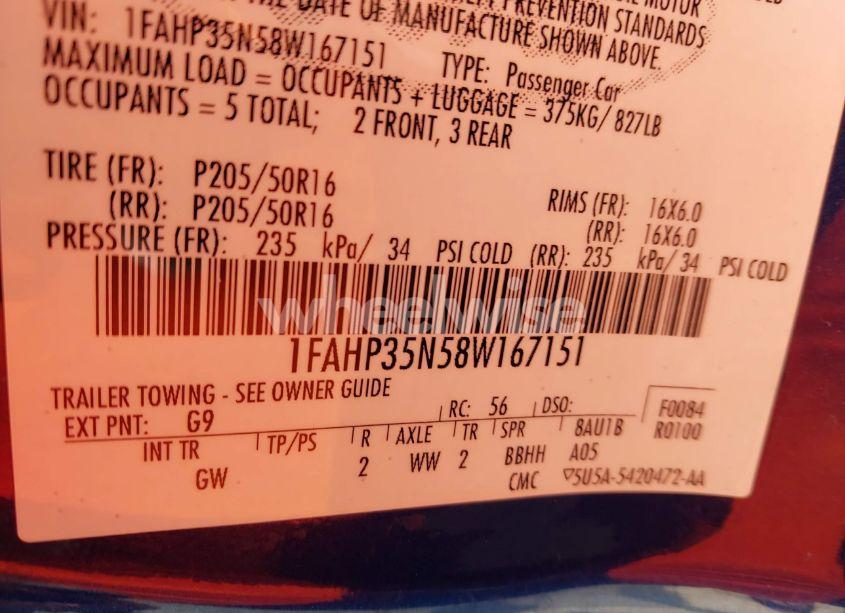 MOTOR
THE DATE OF MANUFACTURE SHOWN ABOVE.
PREVENTION STANDARDS
VIN: 1FAHP35N58W167151 TYPE: Passenger Car
MAXIMUM LOAD = OCCUPANTS + LUGGAGE = 375KG/ 827LB
OCCUPANTS = 5 TOTAL; 2 FRONT, 3 REAR
TIRE (FR): P205/50R16 RIMS (FR): 16X6.0
(RR): P205/50R16 (RR): 16X6.0
PRESSURE (FR): 235 kPa/ 34 PSI COLD (RR): 235 kPa/ 34 PSI COLD
wheelwise
1FAHP35N58W167151
TRAILER TOWING - SEE OWNER GUIDE
EXT PNT: G9 RC: 56 DSO: F0084
R0100
INT TR TP/PS R AXLE TR SPR 8AU1B
GW 2 WW 2 BBHH A05
CMC 5U5A-5420472-AA